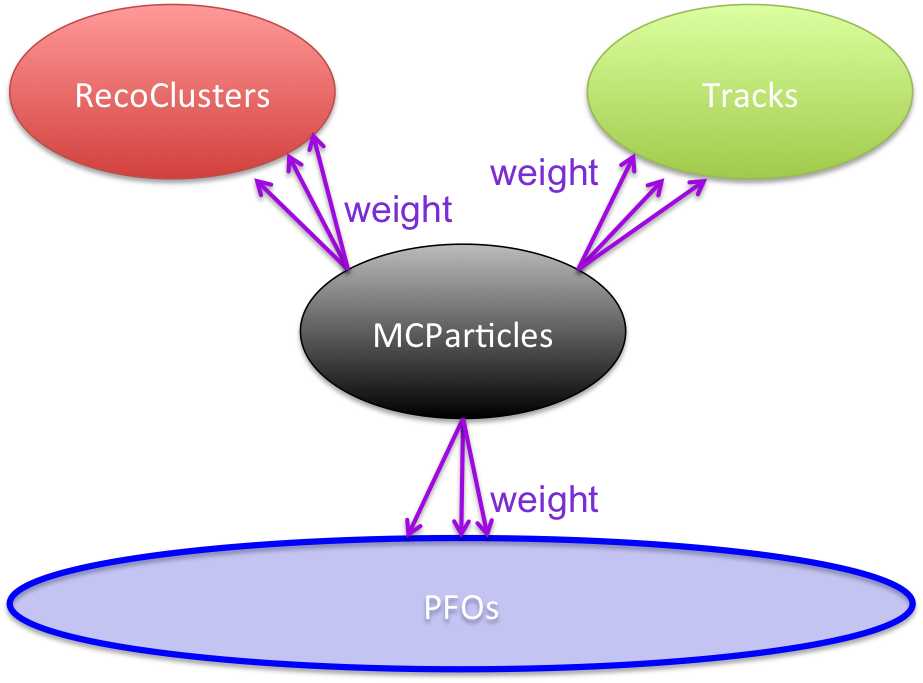 RecoClusters
Tracks
weight
weight
MCParticles
weight
PFOs